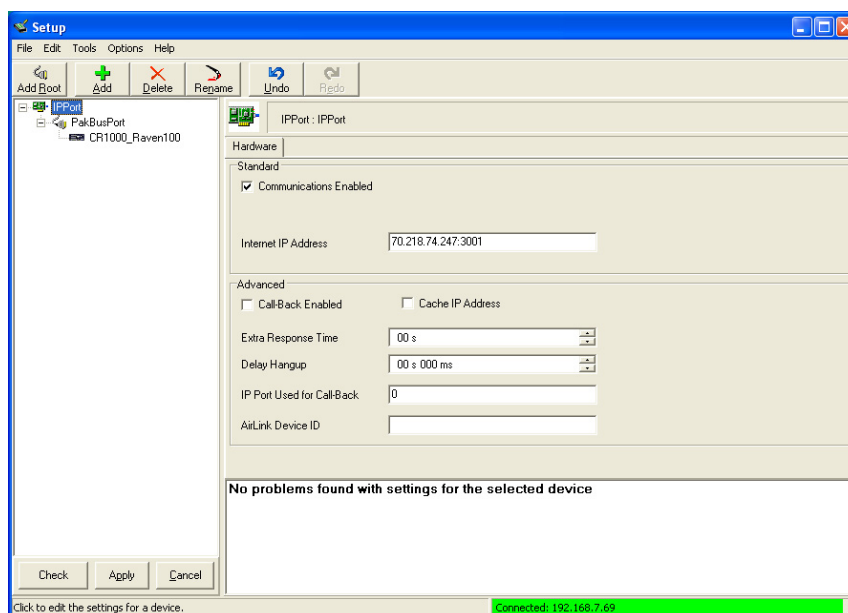 Setup
File Edit Tools Options Help
Add Root Add Delete Rename Undo Redo
IPPort
PakBusPort
CR1000_Raven100
IPPort : IPPort
Hardware
Standard
Communications Enabled
Internet IP Address 70.218.74.247:3001
Advanced
Call-Back Enabled Cache IP Address
Extra Response Time 00 s
Delay Hangup 00 s 000 ms
IP Port Used for Call-Back 0
AirLink Device ID
No problems found with settings for the selected device
Check Apply Cancel
Click to edit the settings for a device. Connected: 192.168.7.69